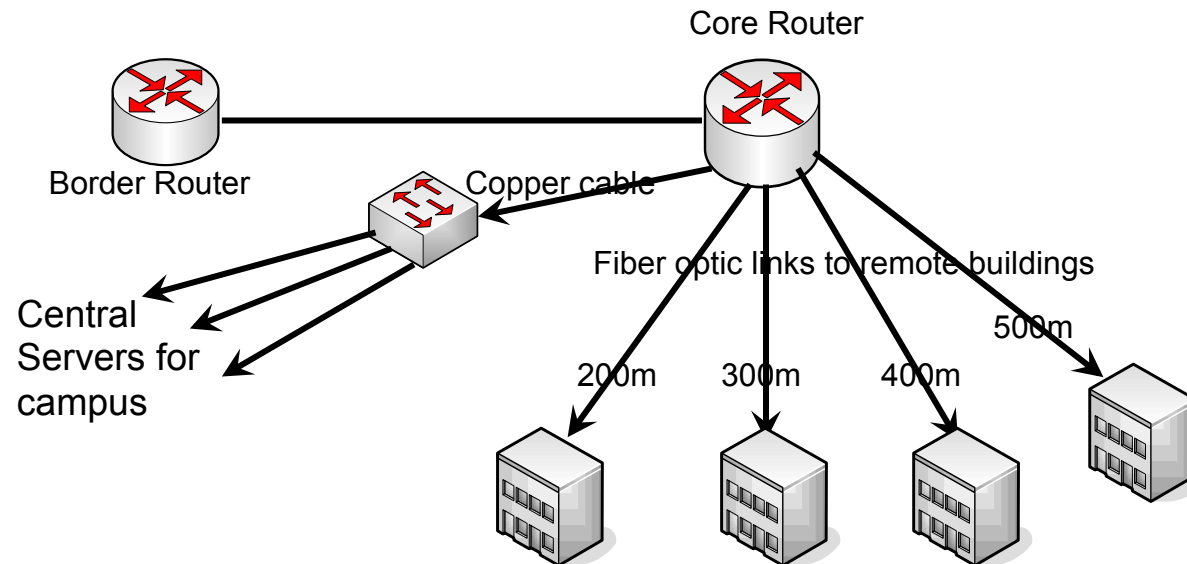 Core Router
Border Router
Copper cable
Fiber optic links to remote buildings
Central
Servers for
campus
500m
200m
300m
400m